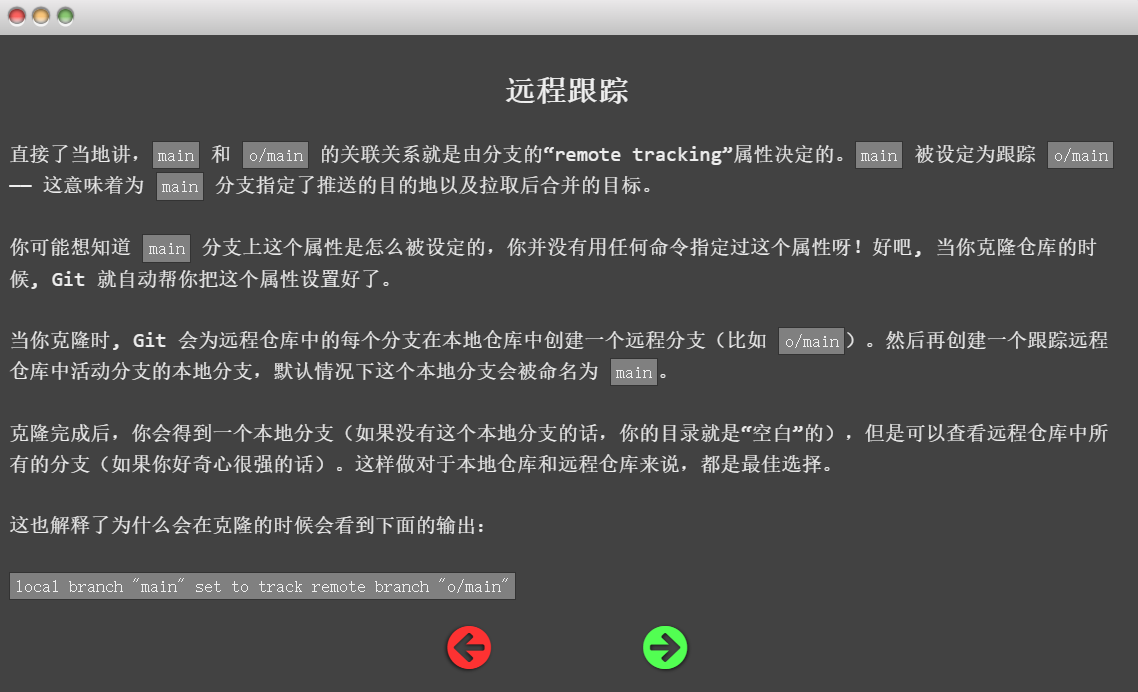 远程跟踪
直接了当地讲，main 和 o/main 的关联关系就是由分支的“remote tracking”属性决定的。main 被设定为跟踪 o/main
—— 这意味着为 main 分支指定了推送的目的地以及拉取后合并的目标。
你可能想知道 main 分支上这个属性是怎么被设定的，你并没有用任何命令指定过这个属性呀！好吧, 当你克隆仓库的时
候, Git 就自动帮你把这个属性设置好了。
当你克隆时, Git 会为远程仓库中的每个分支在本地仓库中创建一个远程分支（比如 o/main）。然后再创建一个跟踪远程
仓库中活动分支的本地分支，默认情况下这个本地分支会被命名为 main。
克隆完成后，你会得到一个本地分支（如果没有这个本地分支的话，你的目录就是“空白”的），但是可以查看远程仓库中所
有的分支（如果你好奇心很强的话）。这样做对于本地仓库和远程仓库来说，都是最佳选择。
这也解释了为什么会在克隆的时候会看到下面的输出：
local branch "main" set to track remote branch "o/main"